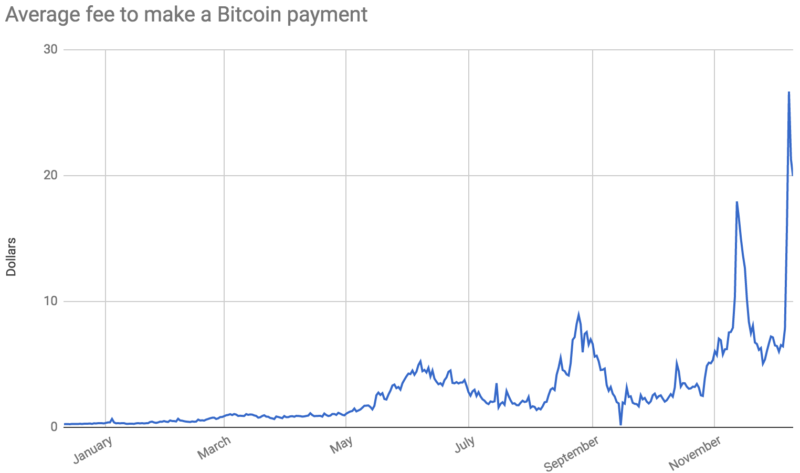 Average fee to make a Bitcoin payment
30
20
10
0
Dollars
January
March
May
July
September
November